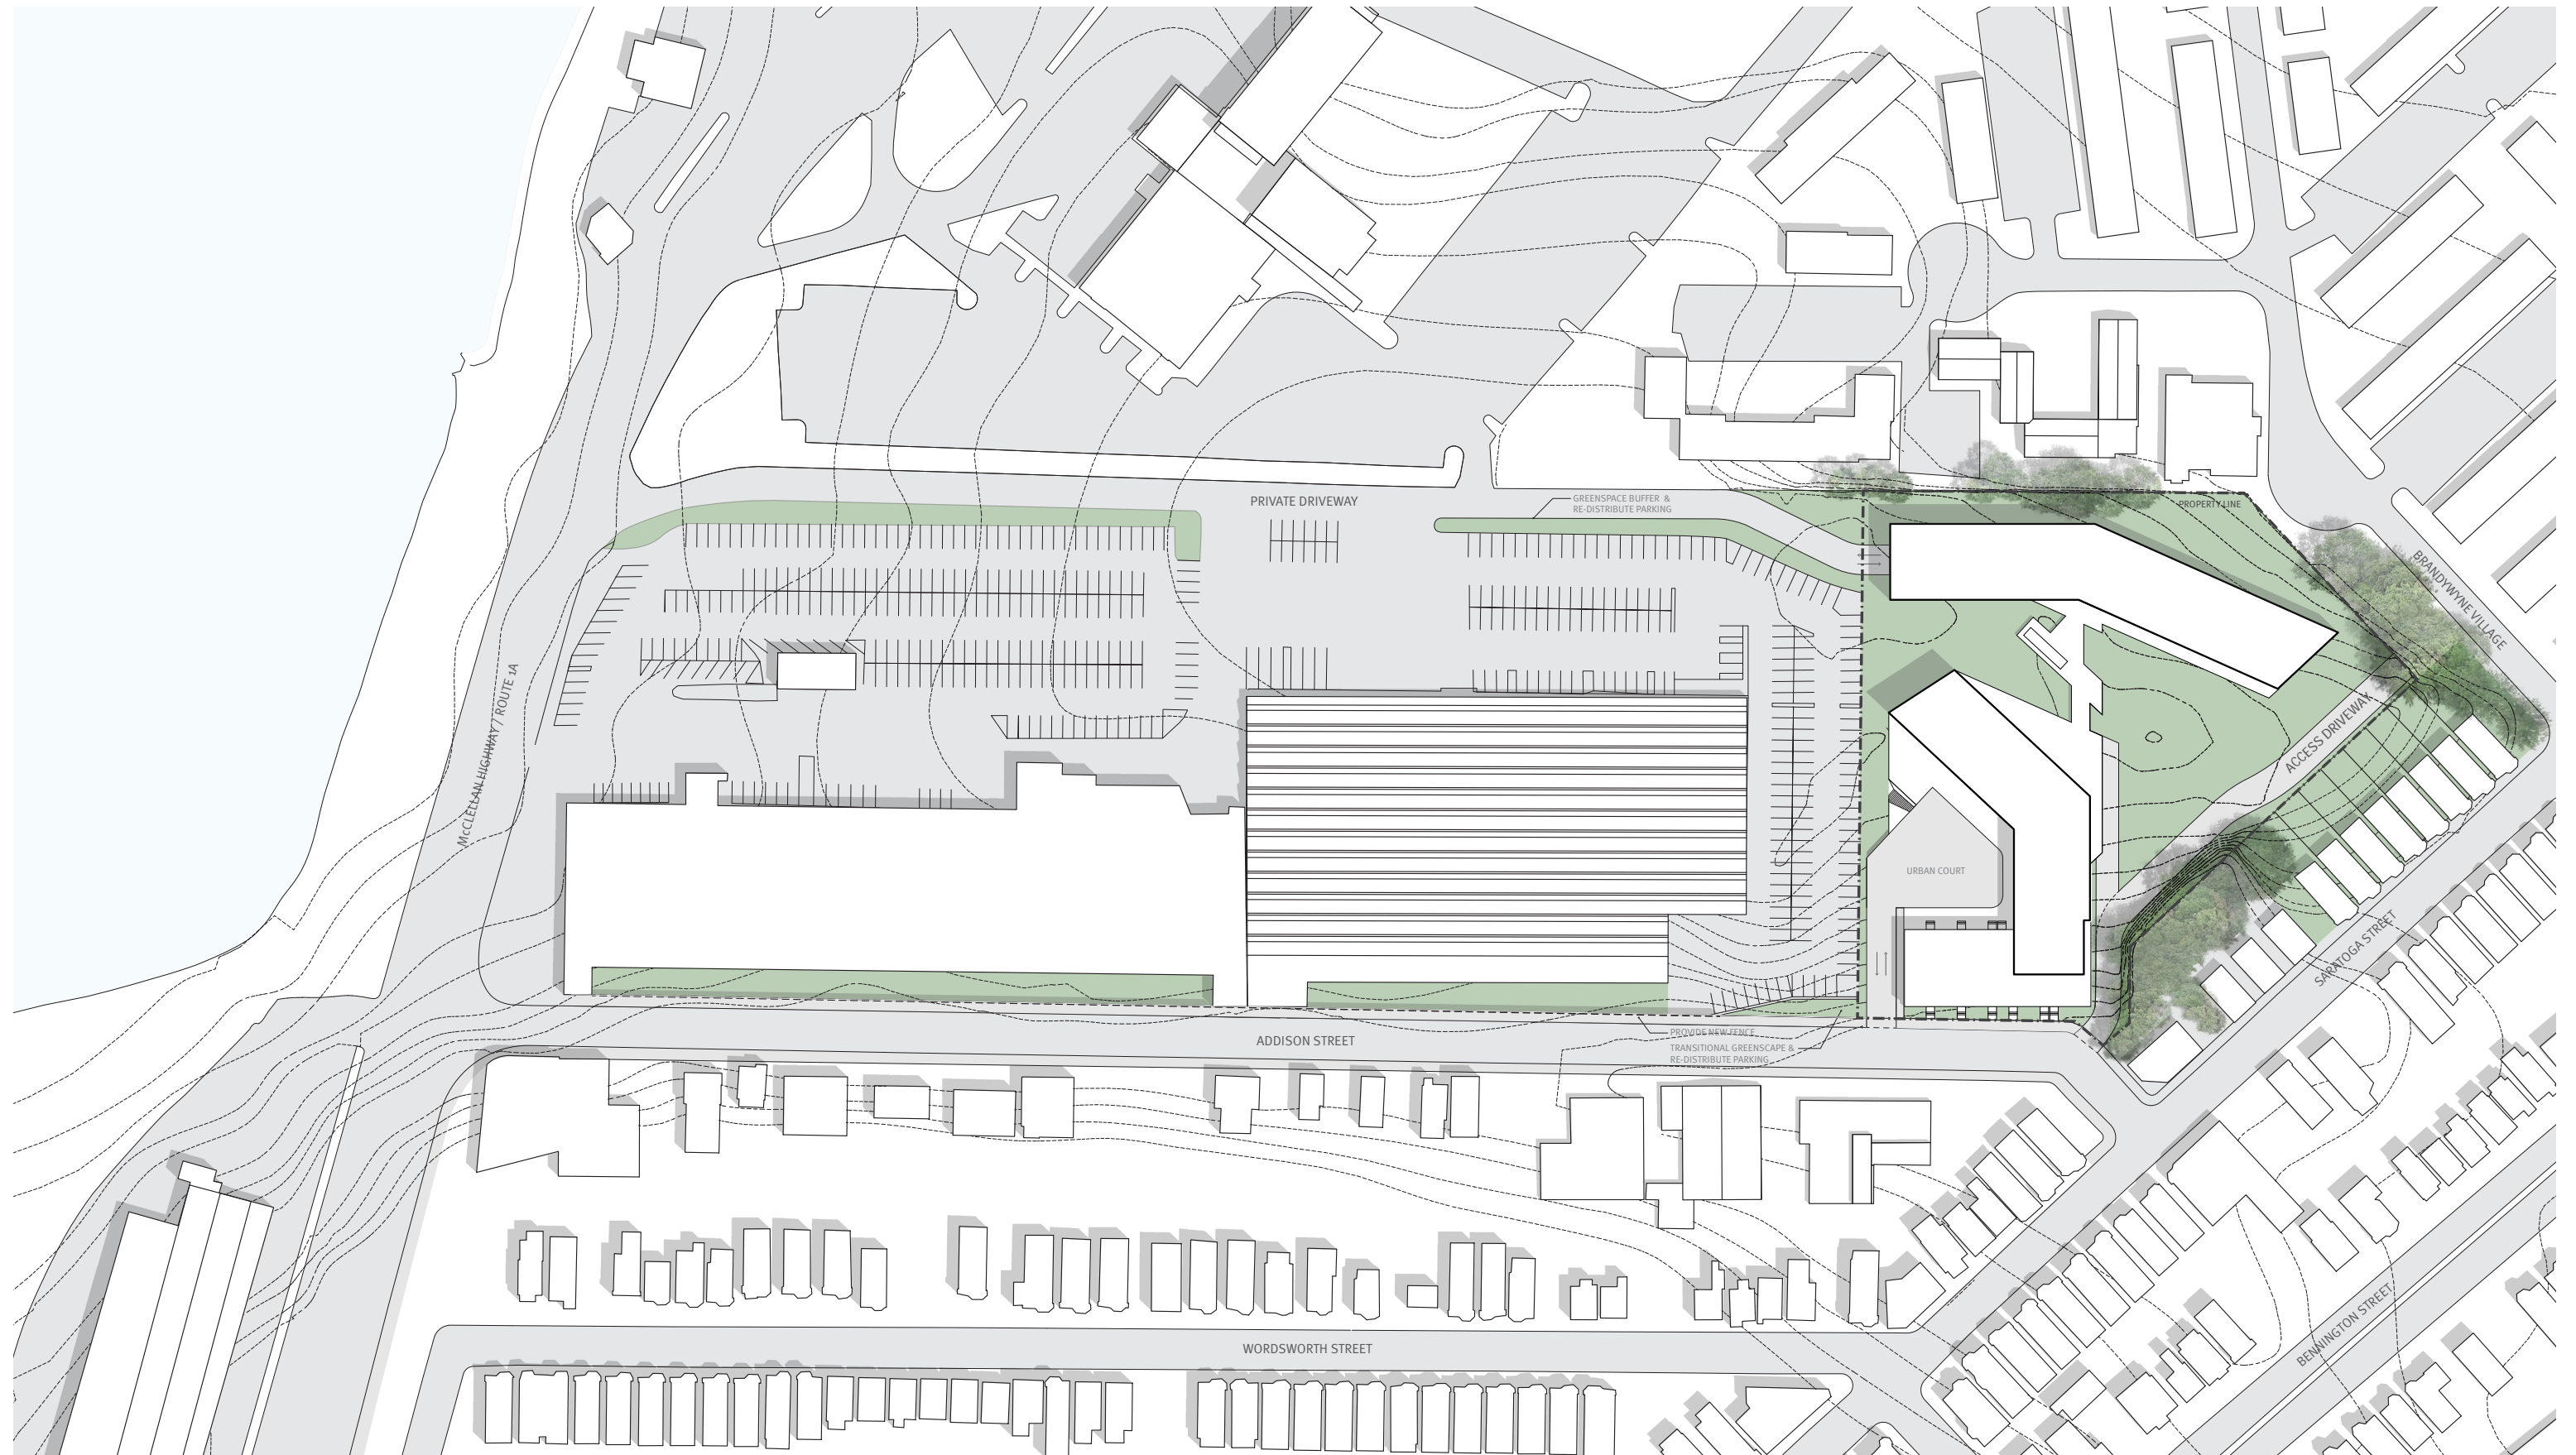 PRIVATE DRIVEWAY
GREENSPACE BUFFER &
RE-DISTRIBUTE PARKING
PROPERTY LINE
BRANDYWYNE VILLAGE
McCLELLAN HIGHWAY / ROUTE 1A
ACCESS DRIVEWAY
URBAN COURT
SARATOGA STREET
PROVIDE NEW FENCE
ADDISON STREET
TRANSITIONAL GREENSCAPE &
RE-DISTRIBUTE PARKING
WORDSWORTH STREET
BENNINGTON STREET